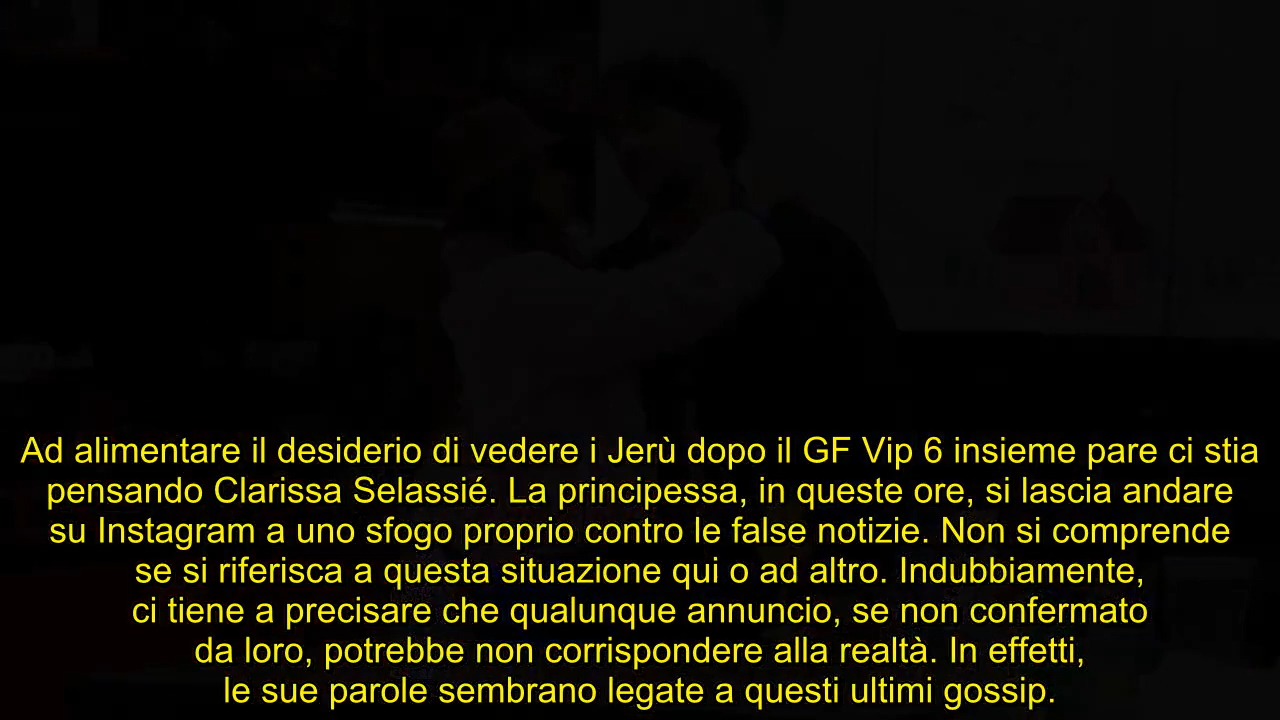 Ad alimentare il desiderio di vedere i Jerù dopo il GF Vip 6 insieme pare ci stia
pensando Clarissa Selassié. La principessa, in queste ore, si lascia andare
su Instagram a uno sfogo proprio contro le false notizie. Non si comprende
se si riferisca a questa situazione qui o ad altro. Indubbiamente,
ci tiene a precisare che qualunque annuncio, se non confermato
da loro, potrebbe non corrispondere alla realtà. In effetti,
le sue parole sembrano legate a questi ultimi gossip.